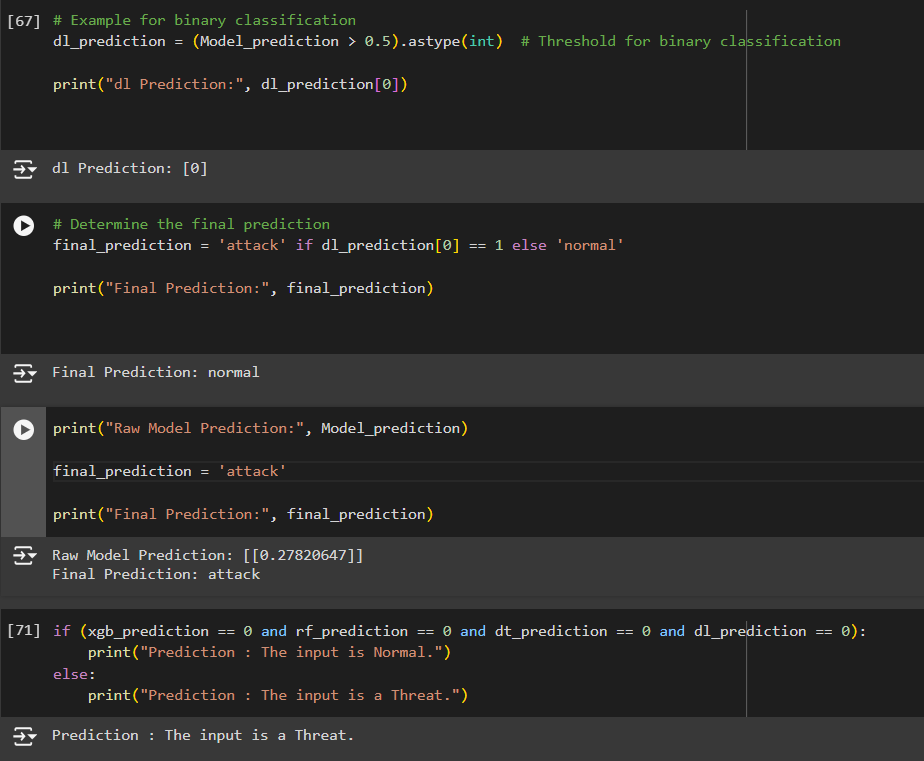 [67] # Example for binary classification
dl_prediction = (Model_prediction > 0.5).astype(int)  # Threshold for binary classification
print("dl Prediction:", dl_prediction[0])
dl Prediction: [0]
# Determine the final prediction
final_prediction = 'attack' if dl_prediction[0] == 1 else 'normal'
print("Final Prediction:", final_prediction)
Final Prediction: normal
print("Raw Model Prediction:", Model_prediction)
final_prediction = 'attack'
print("Final Prediction:", final_prediction)
Raw Model Prediction: [[0.27820647]]
Final Prediction: attack
[71] if (xgb_prediction == 0 and rf_prediction == 0 and dt_prediction == 0 and dl_prediction == 0):
    print("Prediction : The input is Normal.")
else:
    print("Prediction : The input is a Threat.")
Prediction : The input is a Threat.